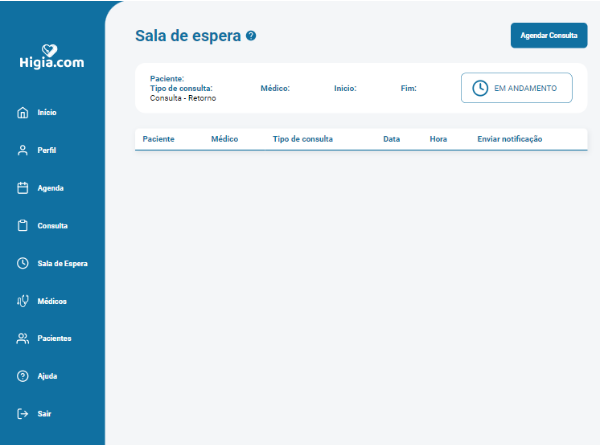 Higia.com
Início
Perfil
Agenda
Consulta
Sala de Espera
Médicos
Pacientes
Ajuda
Sair
Sala de espera ?
Agendar Consulta
Paciente:
Tipo de consulta: Médico: Inicio: Fim:
Consulta - Retorno
EM ANDAMENTO
Paciente Médico Tipo de consulta Data Hora Enviar notificação